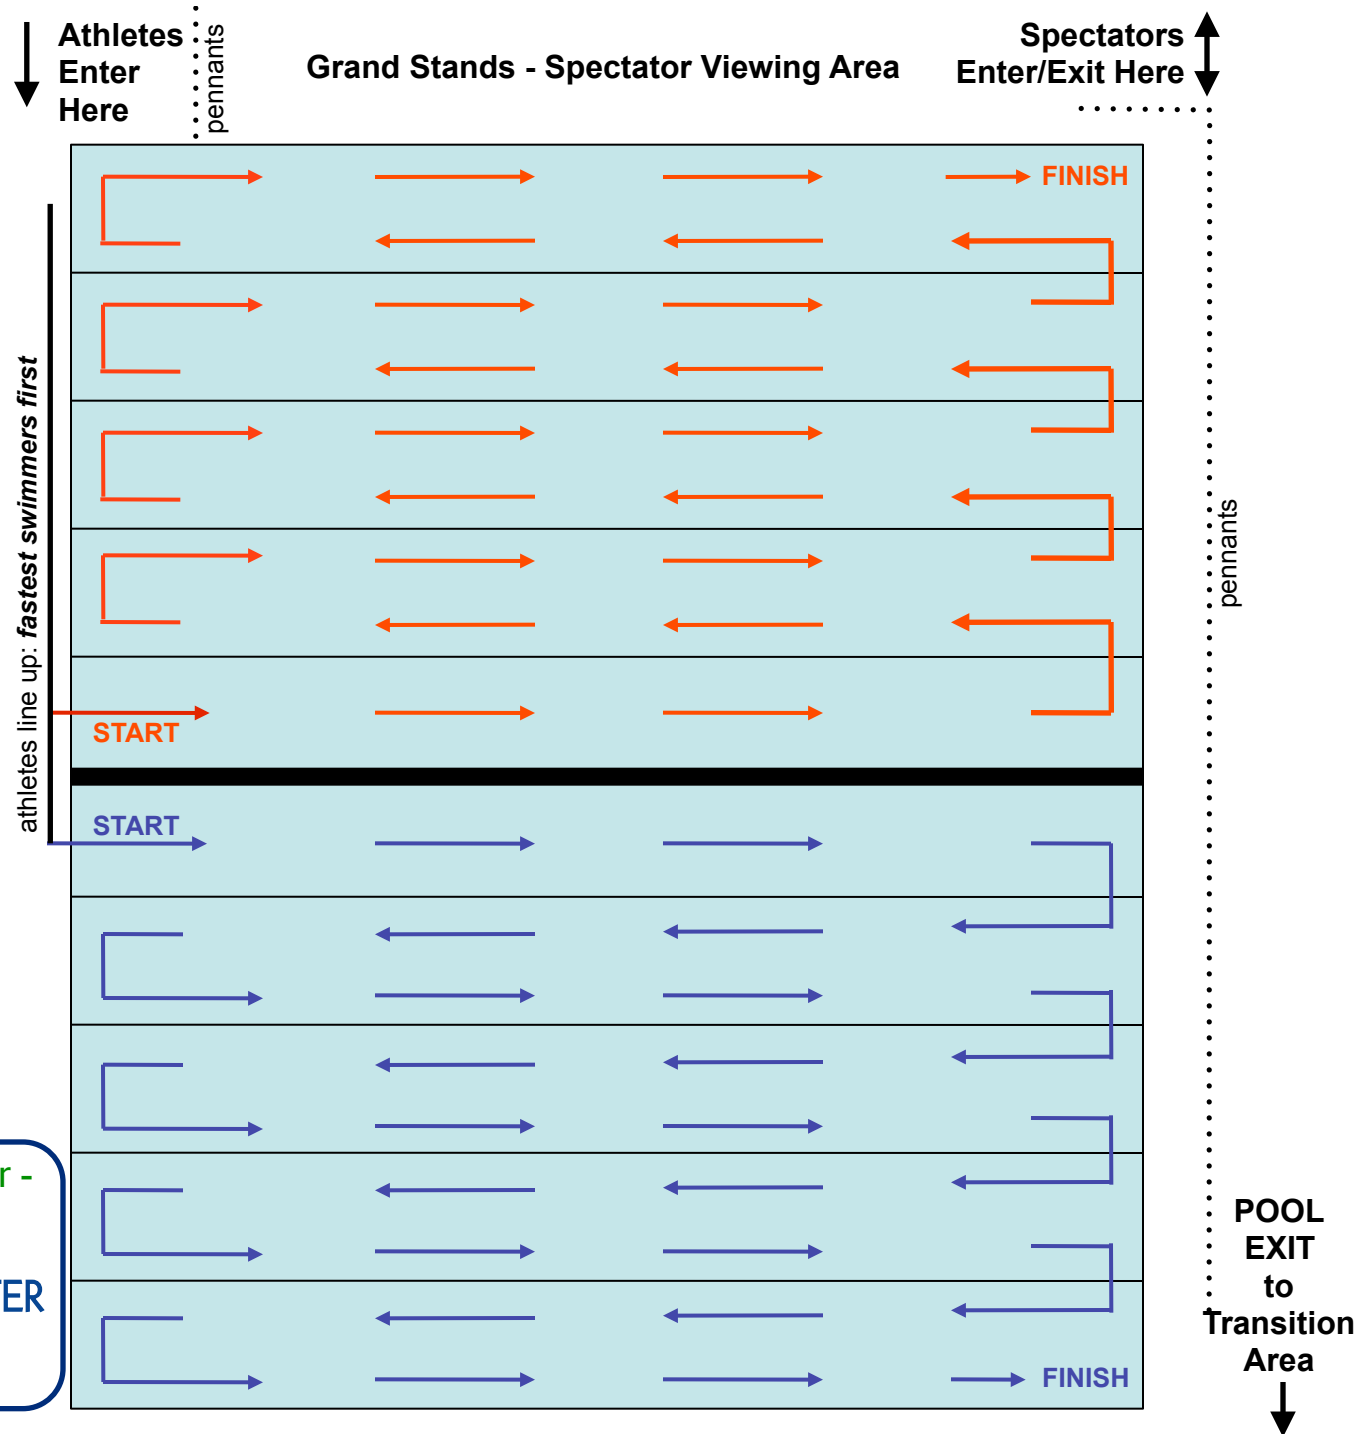 Athletes
Enter
Here
pennants
Grand Stands - Spectator Viewing Area
Spectators
Enter/Exit Here
FINISH
athletes line up: fastest swimmers first
pennants
START
START
r -
TER
POOL
EXIT
to
Transition
Area
FINISH